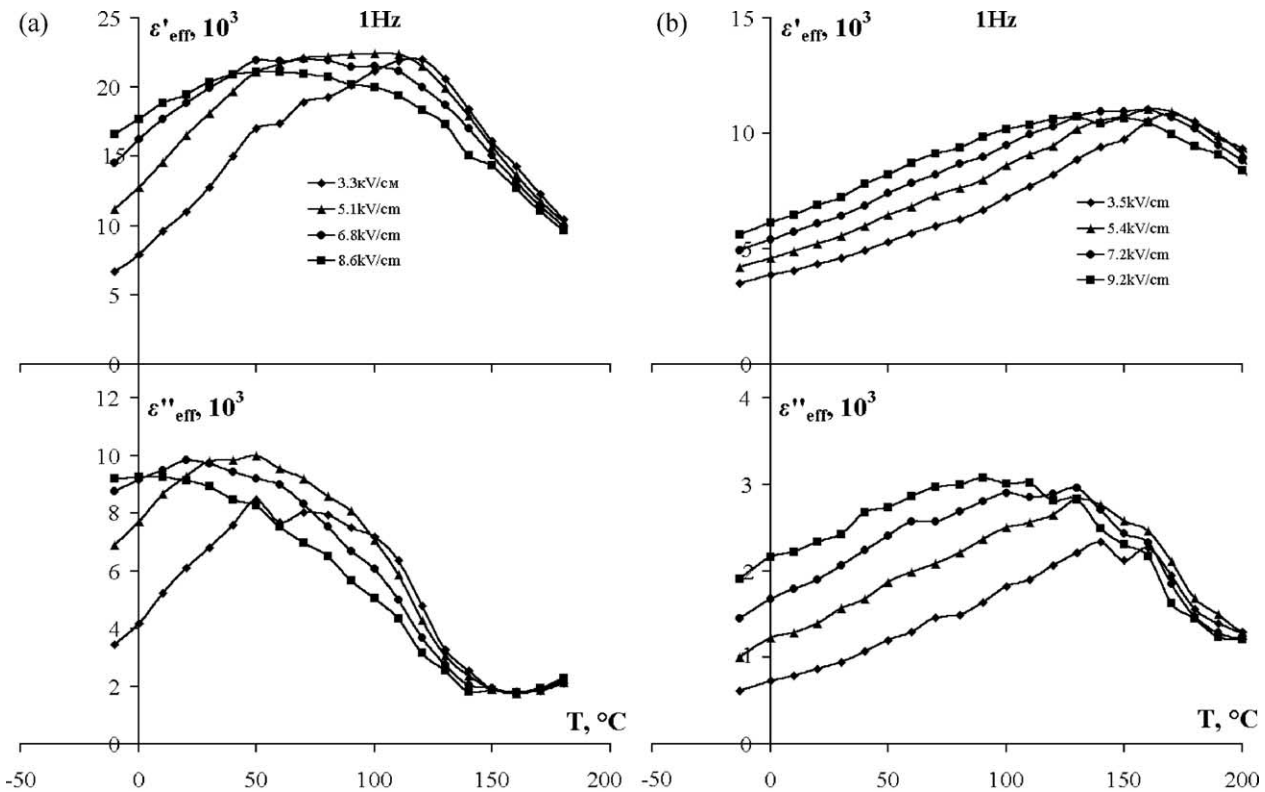 (a)
ε'eff, 10³
1Hz
25
20
15
10
5
0
3.3кV/см
5.1kV/cm
6.8kV/cm
8.6kV/cm
(b)
ε'eff, 10³
1Hz
15
10
5
0
3.5kV/cm
5.4kV/cm
7.2kV/cm
9.2kV/cm
ε''eff, 10³
12
10
8
6
4
2
0
T, °C
-50 0 50 100 150 200
ε''eff, 10³
4
3
2
1
0
T, °C
-50 0 50 100 150 200